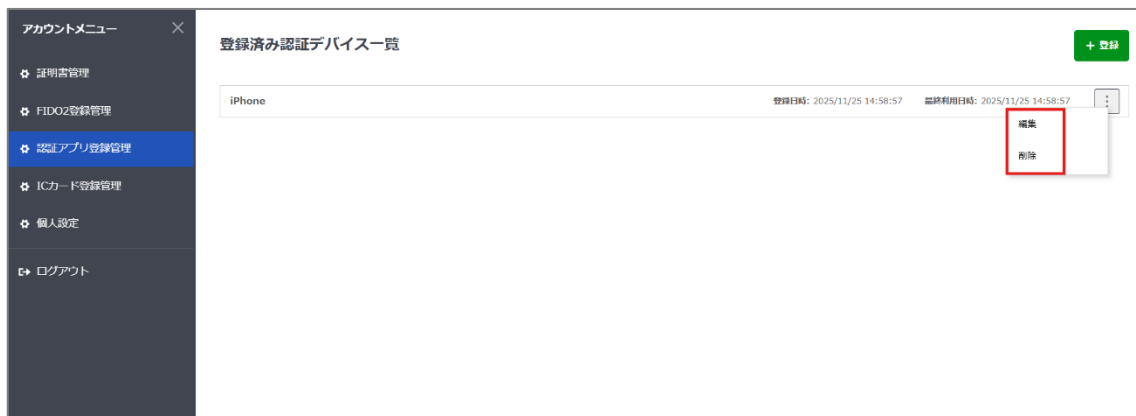 アカウントメニュー
証明書管理
FIDO2登録管理
認証アプリ登録管理
ICカード登録管理
個人設定
ログアウト
登録済み認証デバイス一覧
+ 登録
iPhone
登録日時: 2025/11/25 14:58:57 最終利用日時: 2025/11/25 14:58:57
編集
削除